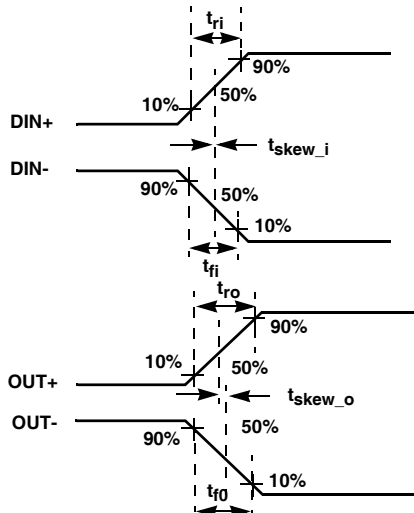 tri
90%
10%
50%
DIN+
tskew_i
DIN-
50%
90%
10%
tfi
tro
90%
10%
50%
OUT+
tskew_o
OUT-
50%
90%
10%
tf0